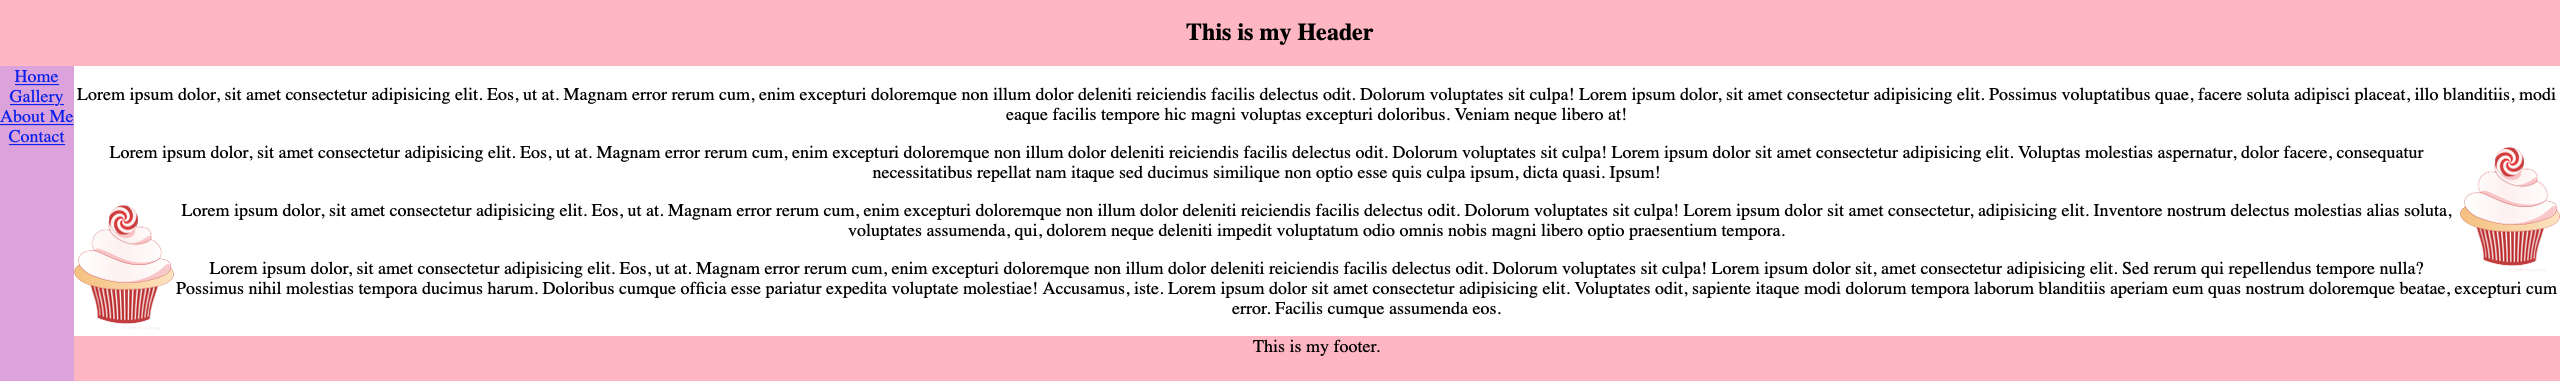 This is my Header
Home
Gallery
About Me
Contact
Lorem ipsum dolor, sit amet consectetur adipisicing elit. Eos, ut at. Magnam error rerum cum, enim excepturi doloremque non illum dolor deleniti reiciendis facilis delectus odit. Dolorum voluptates sit culpa! Lorem ipsum dolor, sit amet consectetur adipisicing elit. Possimus voluptatibus quae, facere soluta adipisci placeat, illo blanditiis, modi
eaque facilis tempore hic magni voluptas excepturi doloribus. Veniam neque libero at!
Lorem ipsum dolor, sit amet consectetur adipisicing elit. Eos, ut at. Magnam error rerum cum, enim excepturi doloremque non illum dolor deleniti reiciendis facilis delectus odit. Dolorum voluptates sit culpa! Lorem ipsum dolor sit amet consectetur adipisicing elit. Voluptas molestias aspernatur, dolor facere, consequatur
necessitatibus repellat nam itaque sed ducimus similique non optio esse quis culpa ipsum, dicta quasi. Ipsum!
Lorem ipsum dolor, sit amet consectetur adipisicing elit. Eos, ut at. Magnam error rerum cum, enim excepturi doloremque non illum dolor deleniti reiciendis facilis delectus odit. Dolorum voluptates sit culpa! Lorem ipsum dolor sit amet consectetur, adipisicing elit. Inventore nostrum delectus molestias alias soluta,
voluptates assumenda, qui, dolorem neque deleniti impedit voluptatum odio omnis nobis magni libero optio praesentium tempora.
Lorem ipsum dolor, sit amet consectetur adipisicing elit. Eos, ut at. Magnam error rerum cum, enim excepturi doloremque non illum dolor deleniti reiciendis facilis delectus odit. Dolorum voluptates sit culpa! Lorem ipsum dolor sit, amet consectetur adipisicing elit. Sed rerum qui repellendus tempore nulla?
Possimus nihil molestias tempora ducimus harum. Doloribus cumque officia esse pariatur expedita voluptate molestiae! Accusamus, iste. Lorem ipsum dolor sit amet consectetur adipisicing elit. Voluptates odit, sapiente itaque modi dolorum tempora laborum blanditiis aperiam eum quas nostrum doloremque beatae, excepturi cum
error. Facilis cumque assumenda eos.
This is my footer.